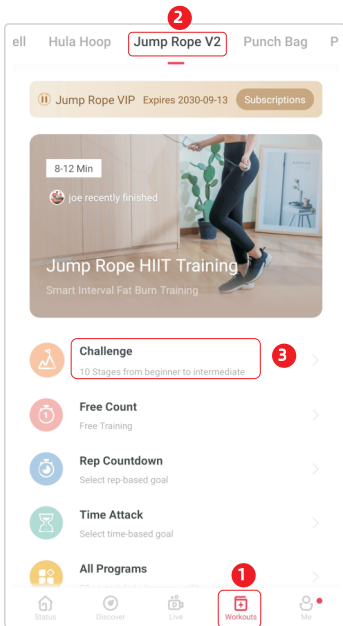 2
ell Hula Hoop Jump Rope V2 Punch Bag P
Jump Rope VIP Expires 2030-09-13 Subscriptions
8-12 Min
joe recently finished
Jump Rope HIIT Training
Smart Interval Fat Burn Training
Challenge
10 Stages from beginner to intermediate
3
Free Count
Free Training
Rep Countdown
Select rep-based goal
Time Attack
Select time-based goal
All Programs
1
Status Discover Live Workouts Me